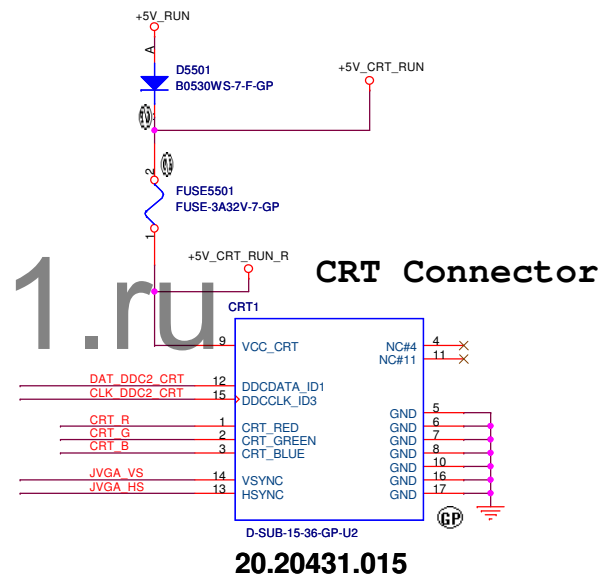 +5V_RUN
A
D5501
B0530WS-7-F-GP
+5V_CRT_RUN
2
FUSE5501
FUSE-3A32V-7-GP
1
+5V_CRT_RUN_R
CRT Connector
1.ru
CRT1
9 VCC_CRT NC#4 4
NC#11 11
DAT_DDC2_CRT 12 DDCDATA_ID1
CLK_DDC2_CRT 15 DDCCLK_ID3
GND 5
CRT_R 1 CRT_RED GND 6
CRT_G 2 CRT_GREEN GND 7
CRT_B 3 CRT_BLUE GND 8
GND 10
JVGA_VS 14 VSYNC GND 16
JVGA_HS 13 HSYNC GND 17
GP
D-SUB-15-36-GP-U2
20.20431.015